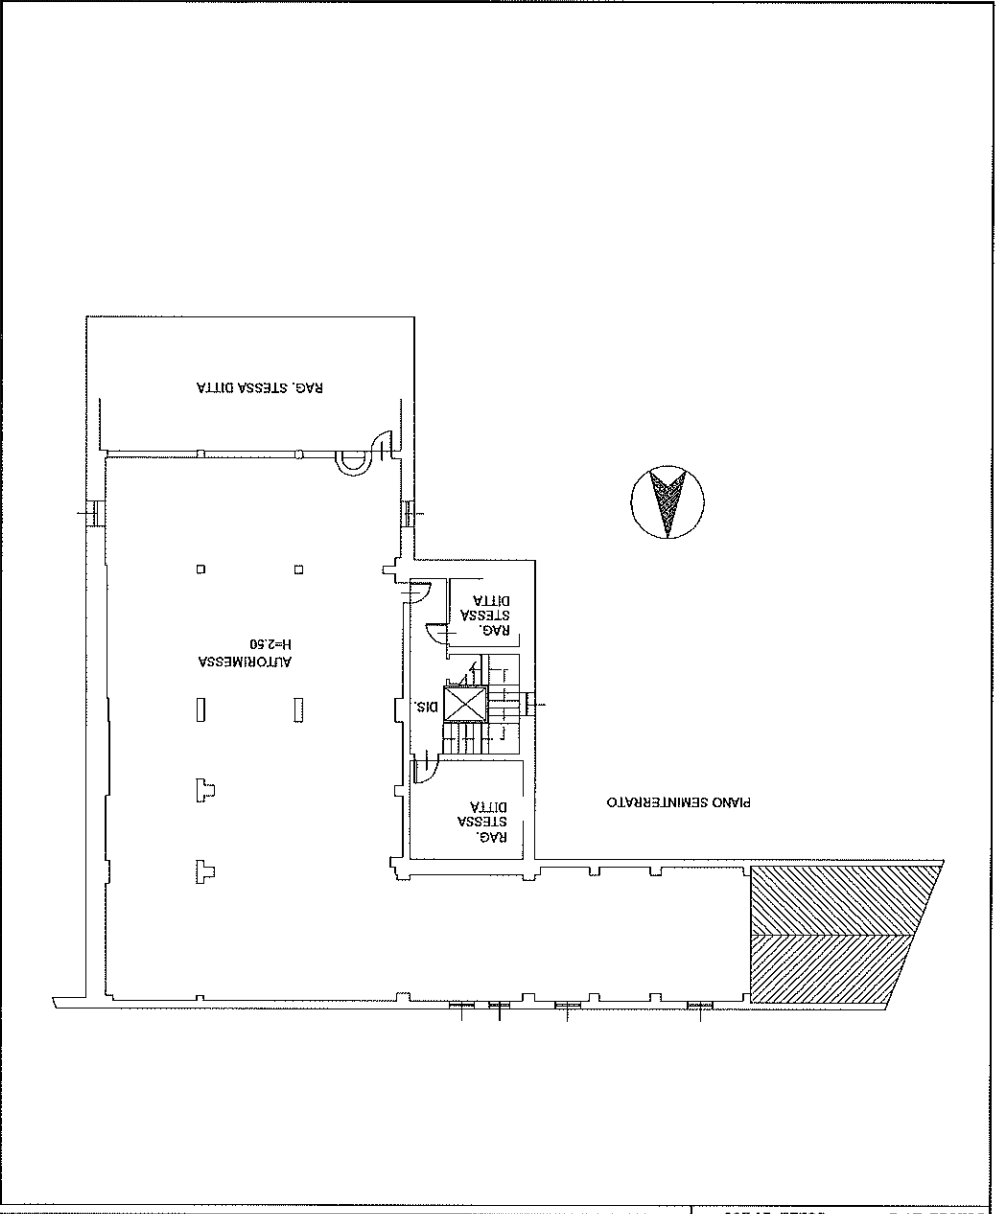 PIANO SEMINTERRATO
RAG.
STESSA
DITTA
DIS.
AUTORIMESSA
H=2.50
RAG.
STESSA
DITTA
RAG. STESSA DITTA